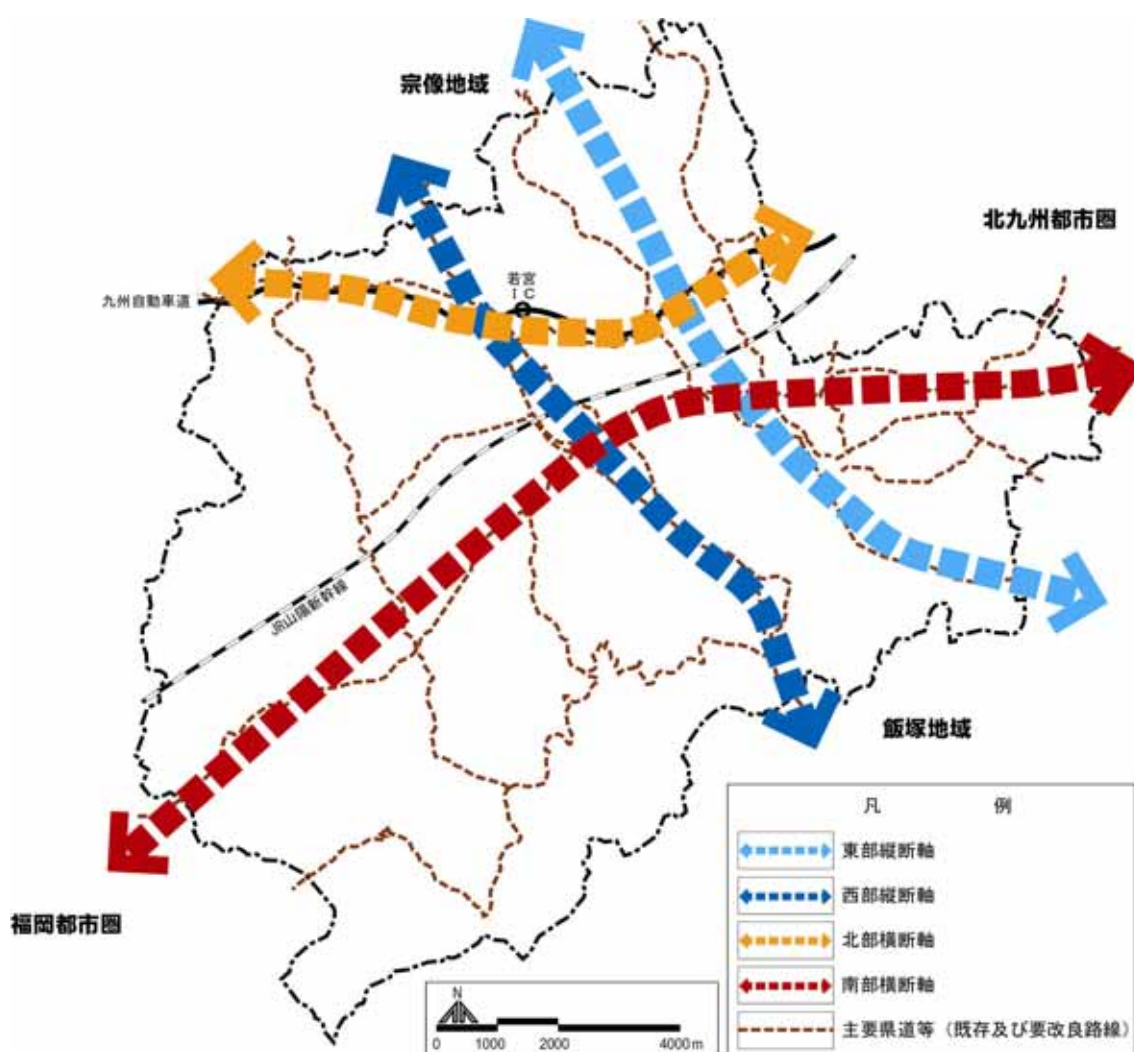 宗像地域
北九州都市圏
若宮
IC
九州自動車道
JR山陽新幹線
飯塚地域
福岡都市圏
凡 例
東部縦断軸
西部縦断軸
北部横断軸
南部横断軸
主要県道等（既存及び要改良路線）
N
0 1000 2000 4000m